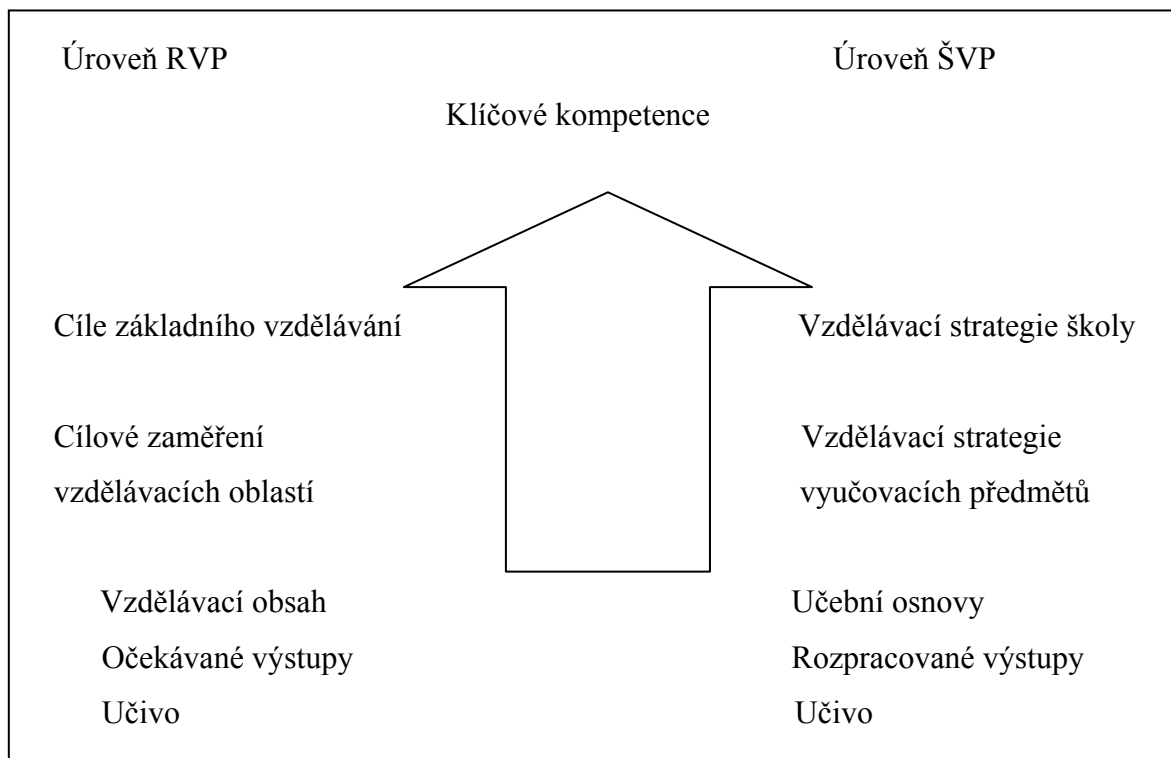 Úroveň RVP
Úroveň ŠVP
Klíčové kompetence
Cíle základního vzdělávání
Vzdělávací strategie školy
Cílové zaměření
vzdělávacích oblastí
Vzdělávací strategie
vyučovacích předmětů
Vzdělávací obsah
Očekávané výstupy
Učivo
Učební osnovy
Rozpracované výstupy
Učivo